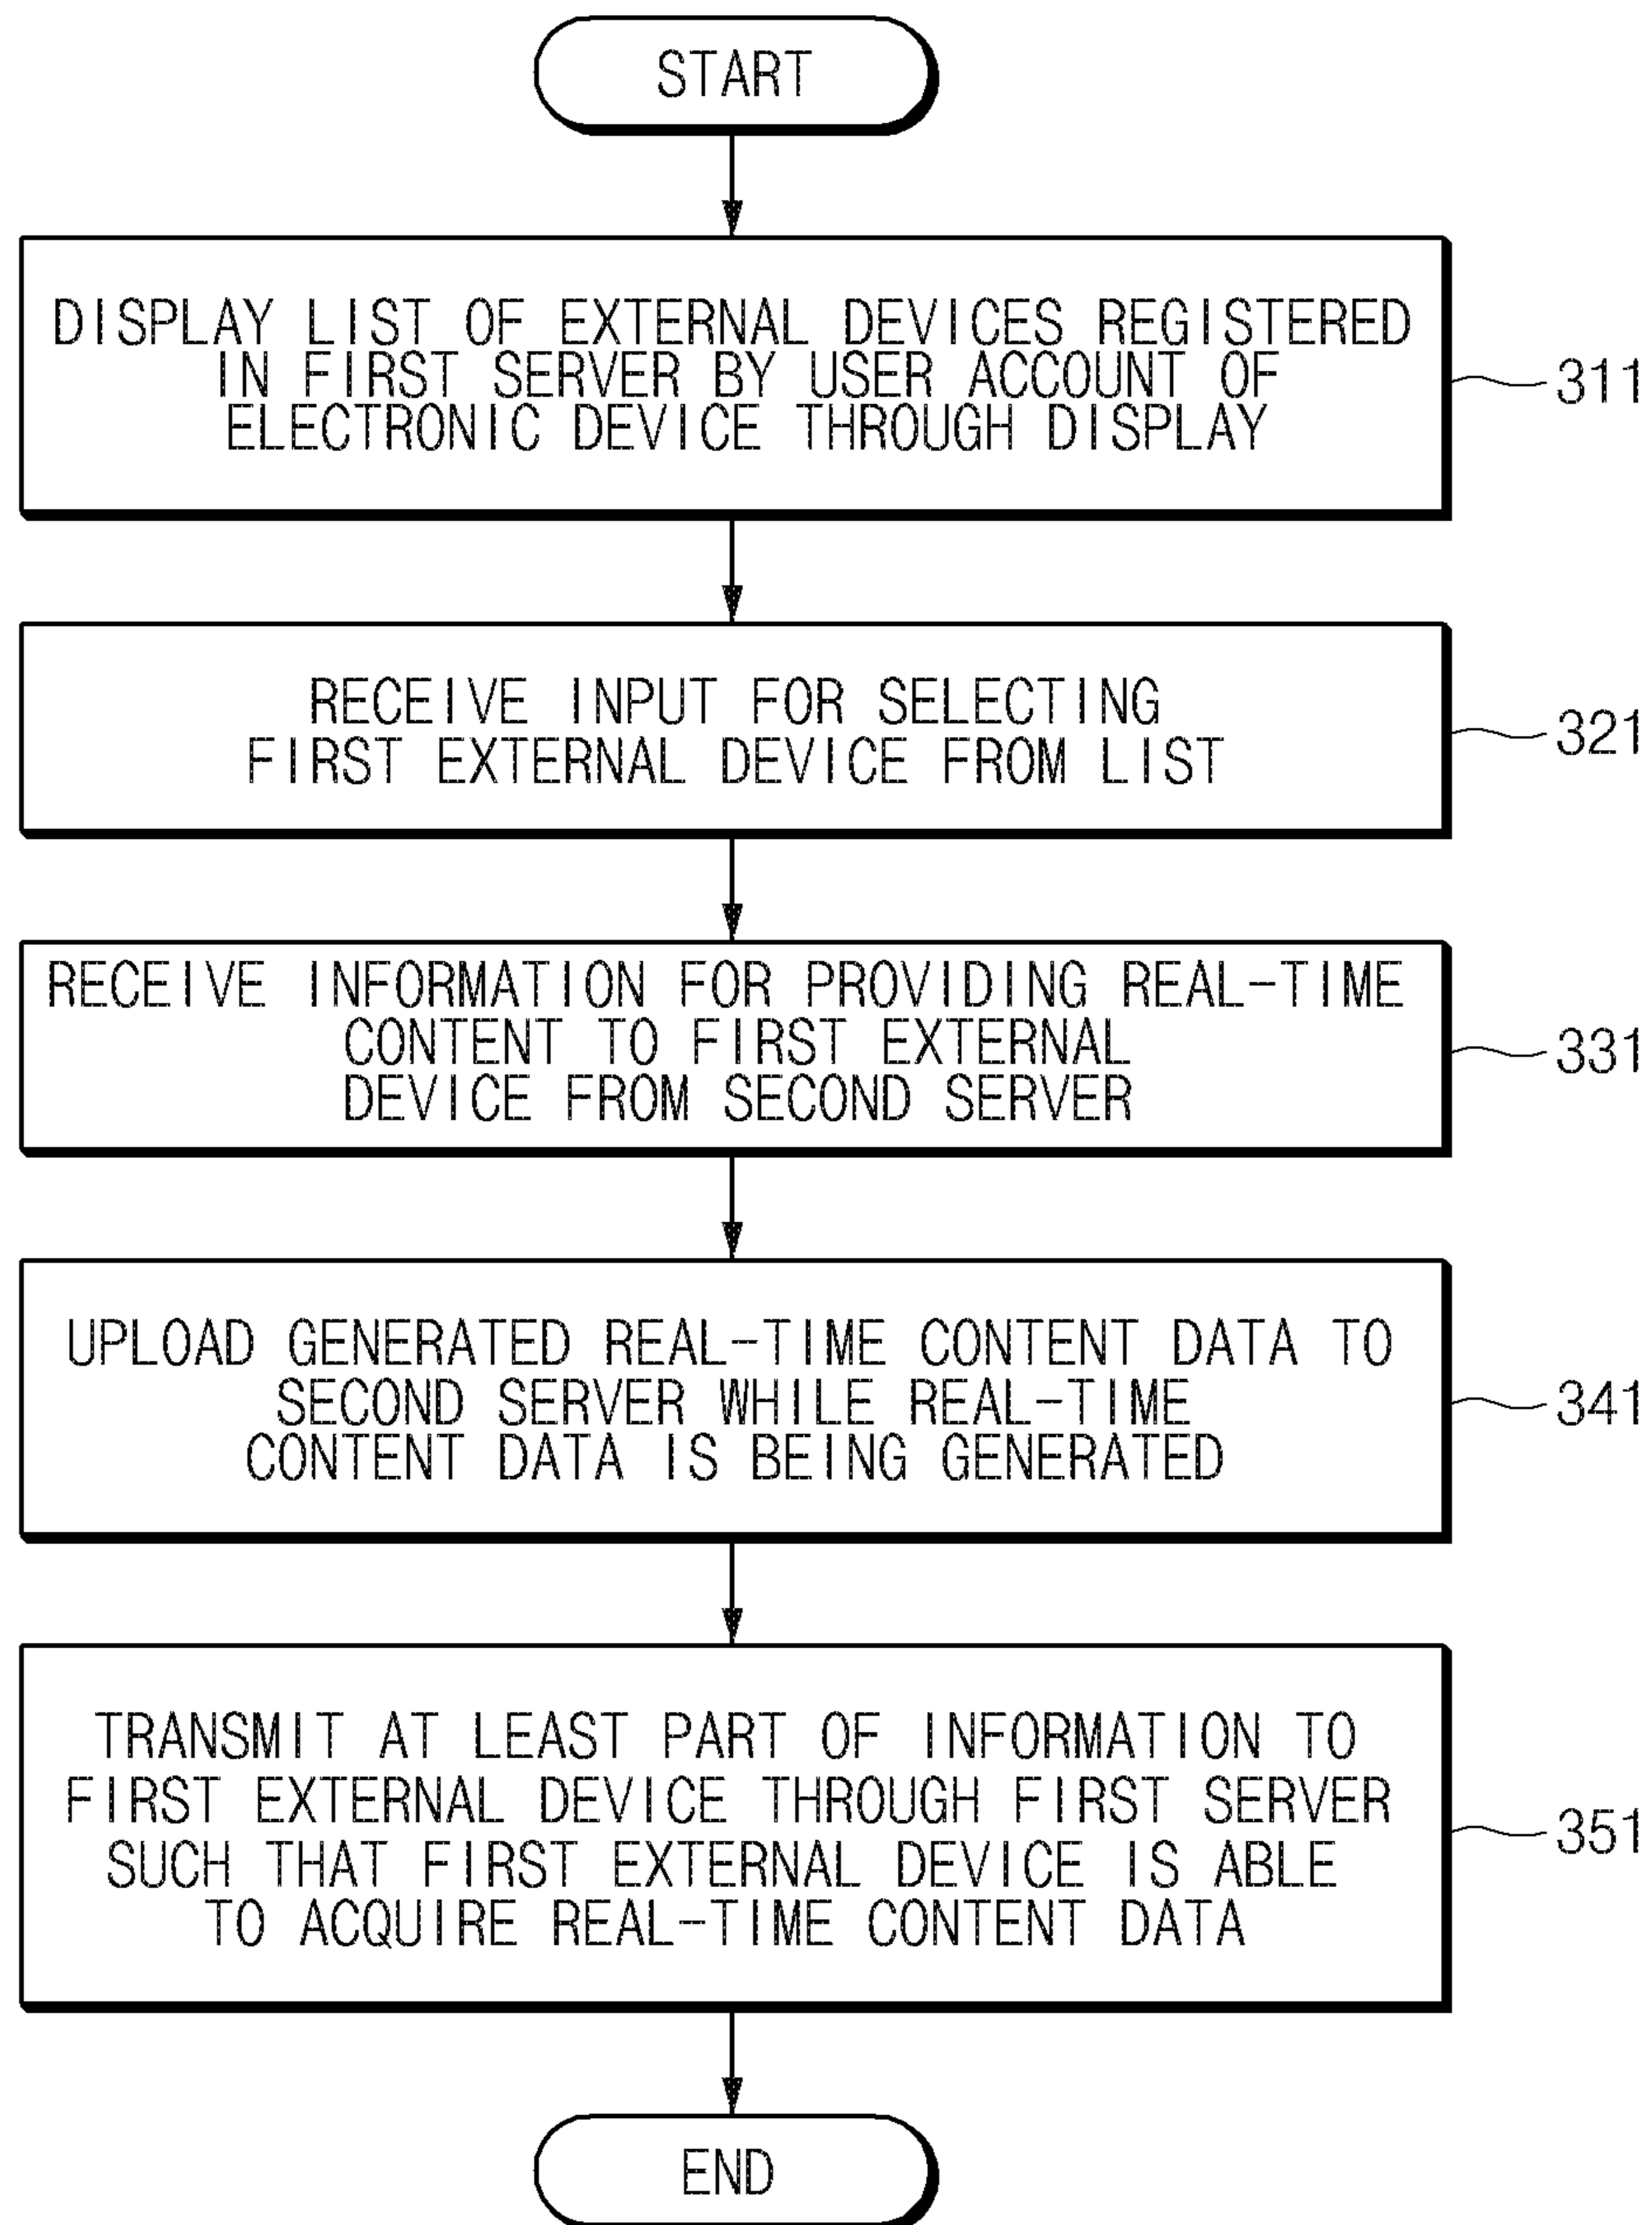 START
DISPLAY LIST OF EXTERNAL DEVICES REGISTERED
IN FIRST SERVER BY USER ACCOUNT OF
ELECTRONIC DEVICE THROUGH DISPLAY
311
RECEIVE INPUT FOR SELECTING
FIRST EXTERNAL DEVICE FROM LIST
321
RECEIVE INFORMATION FOR PROVIDING REAL-TIME
CONTENT TO FIRST EXTERNAL
DEVICE FROM SECOND SERVER
331
UPLOAD GENERATED REAL-TIME CONTENT DATA TO
SECOND SERVER WHILE REAL-TIME
CONTENT DATA IS BEING GENERATED
341
TRANSMIT AT LEAST PART OF INFORMATION TO
FIRST EXTERNAL DEVICE THROUGH FIRST SERVER
SUCH THAT FIRST EXTERNAL DEVICE IS ABLE
TO ACQUIRE REAL-TIME CONTENT DATA
351
END